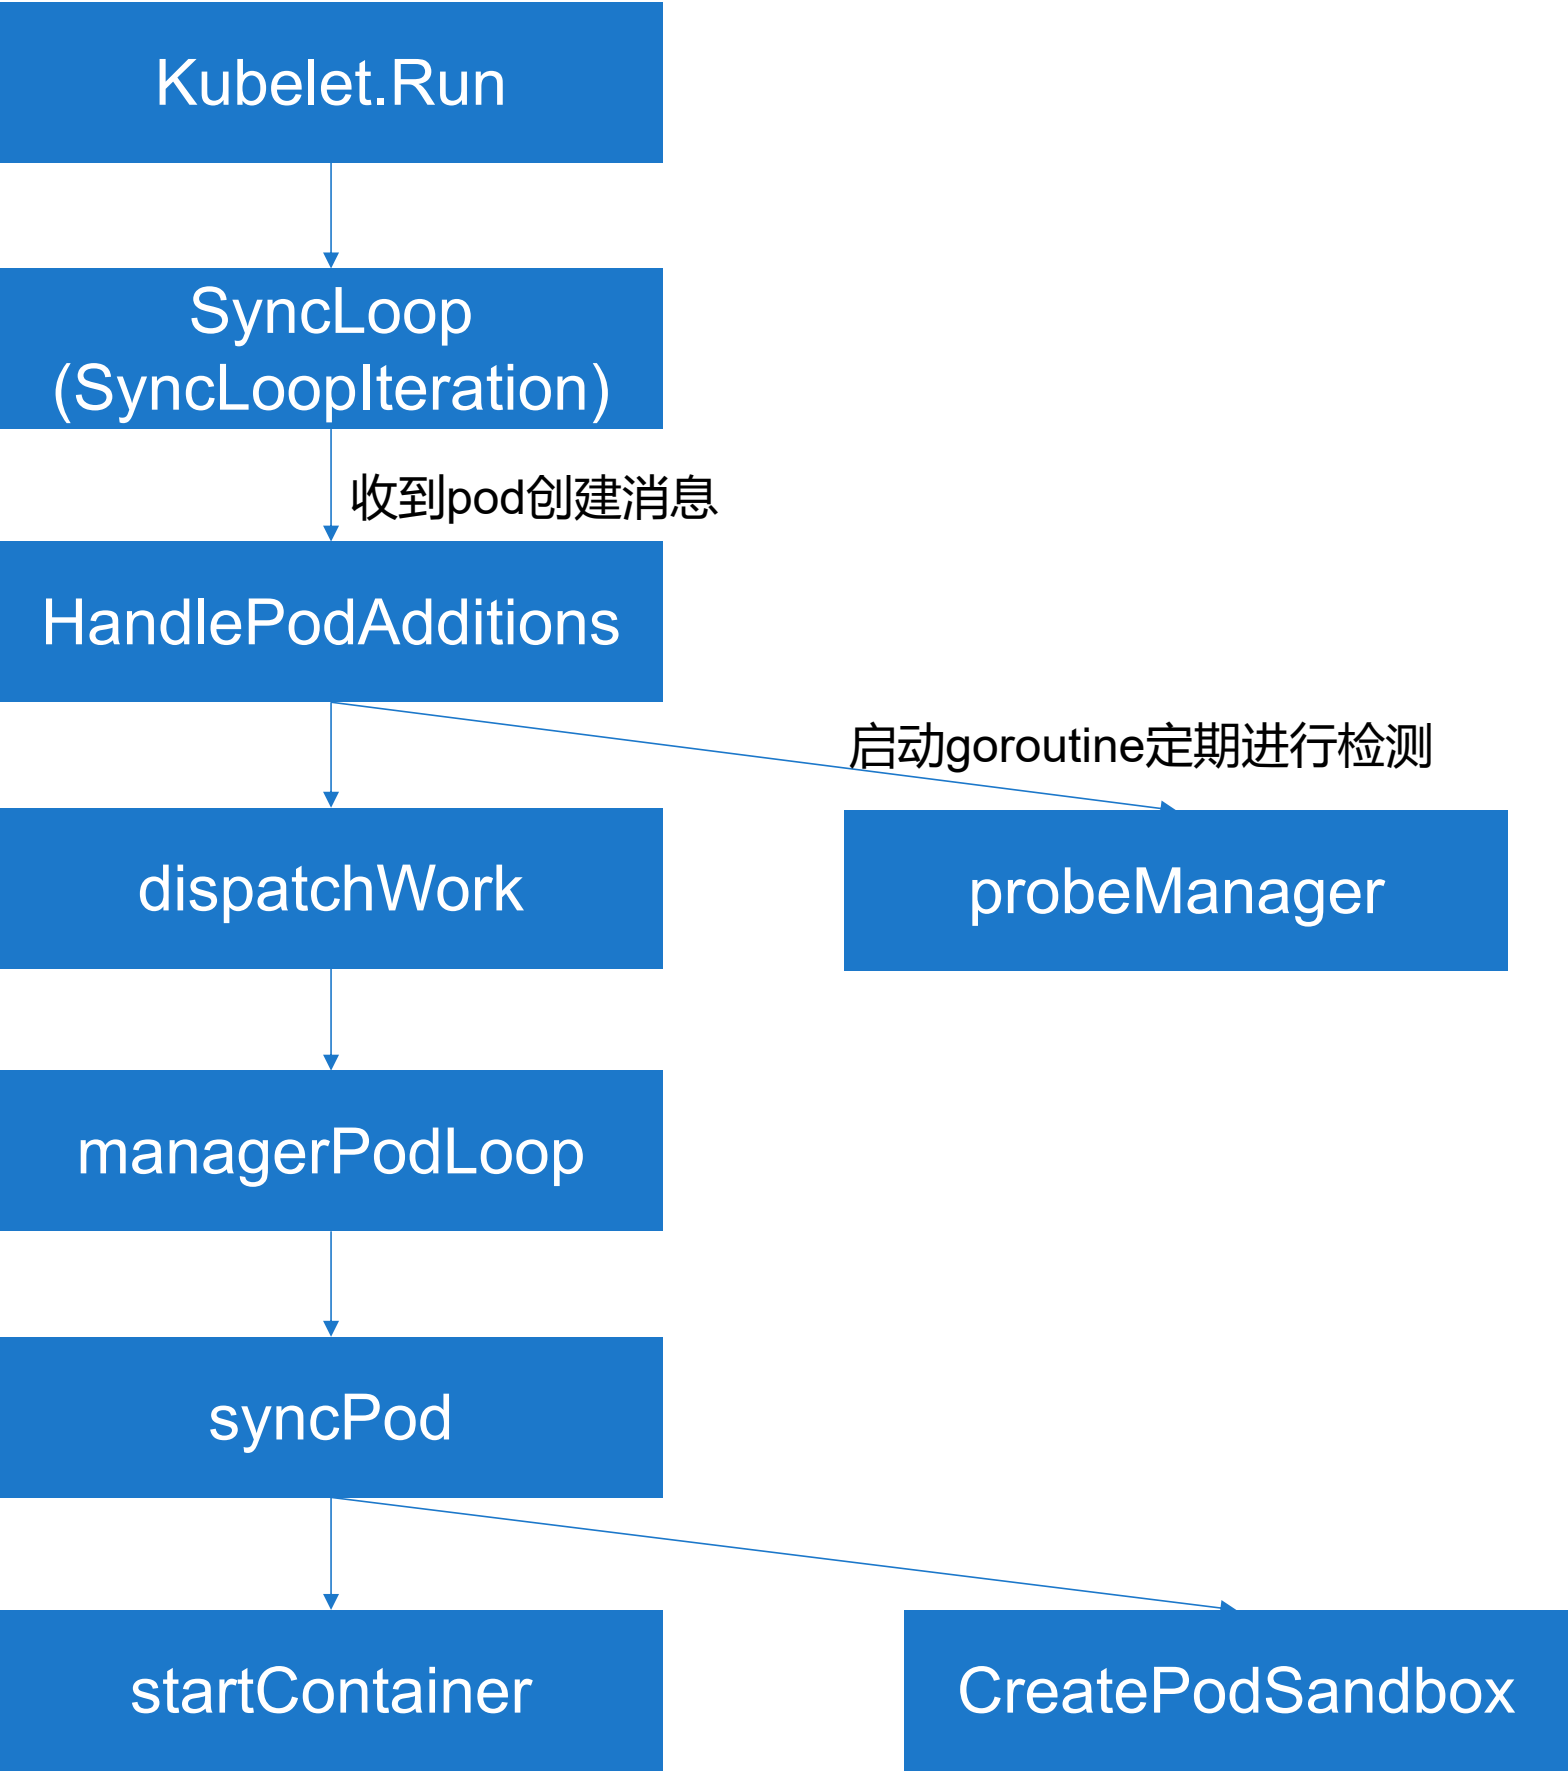 Kubelet.Run
SyncLoop
(SyncLoopIteration)
收到pod创建消息
HandlePodAdditions
启动goroutine定期进行检测
dispatchWork
probeManager
managerPodLoop
syncPod
startContainer
CreatePodSandbox